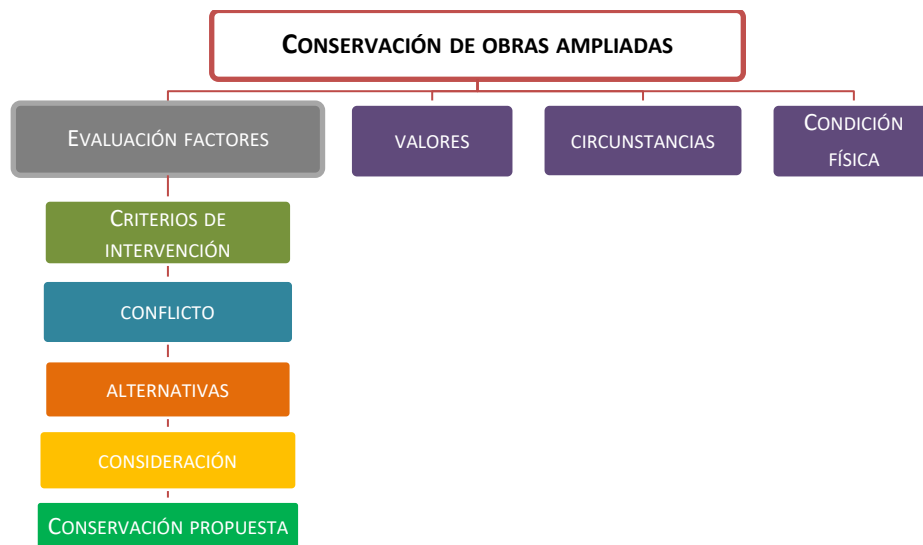 CONSERVACIÓN DE OBRAS AMPLIADAS
EVALUACIÓN FACTORES
VALORES
CIRCUNSTANCIAS
CONDICIÓN
FÍSICA
CRITERIOS DE
INTERVENCIÓN
CONFLICTO
ALTERNATIVAS
CONSIDERACIÓN
CONSERVACIÓN PROPUESTA